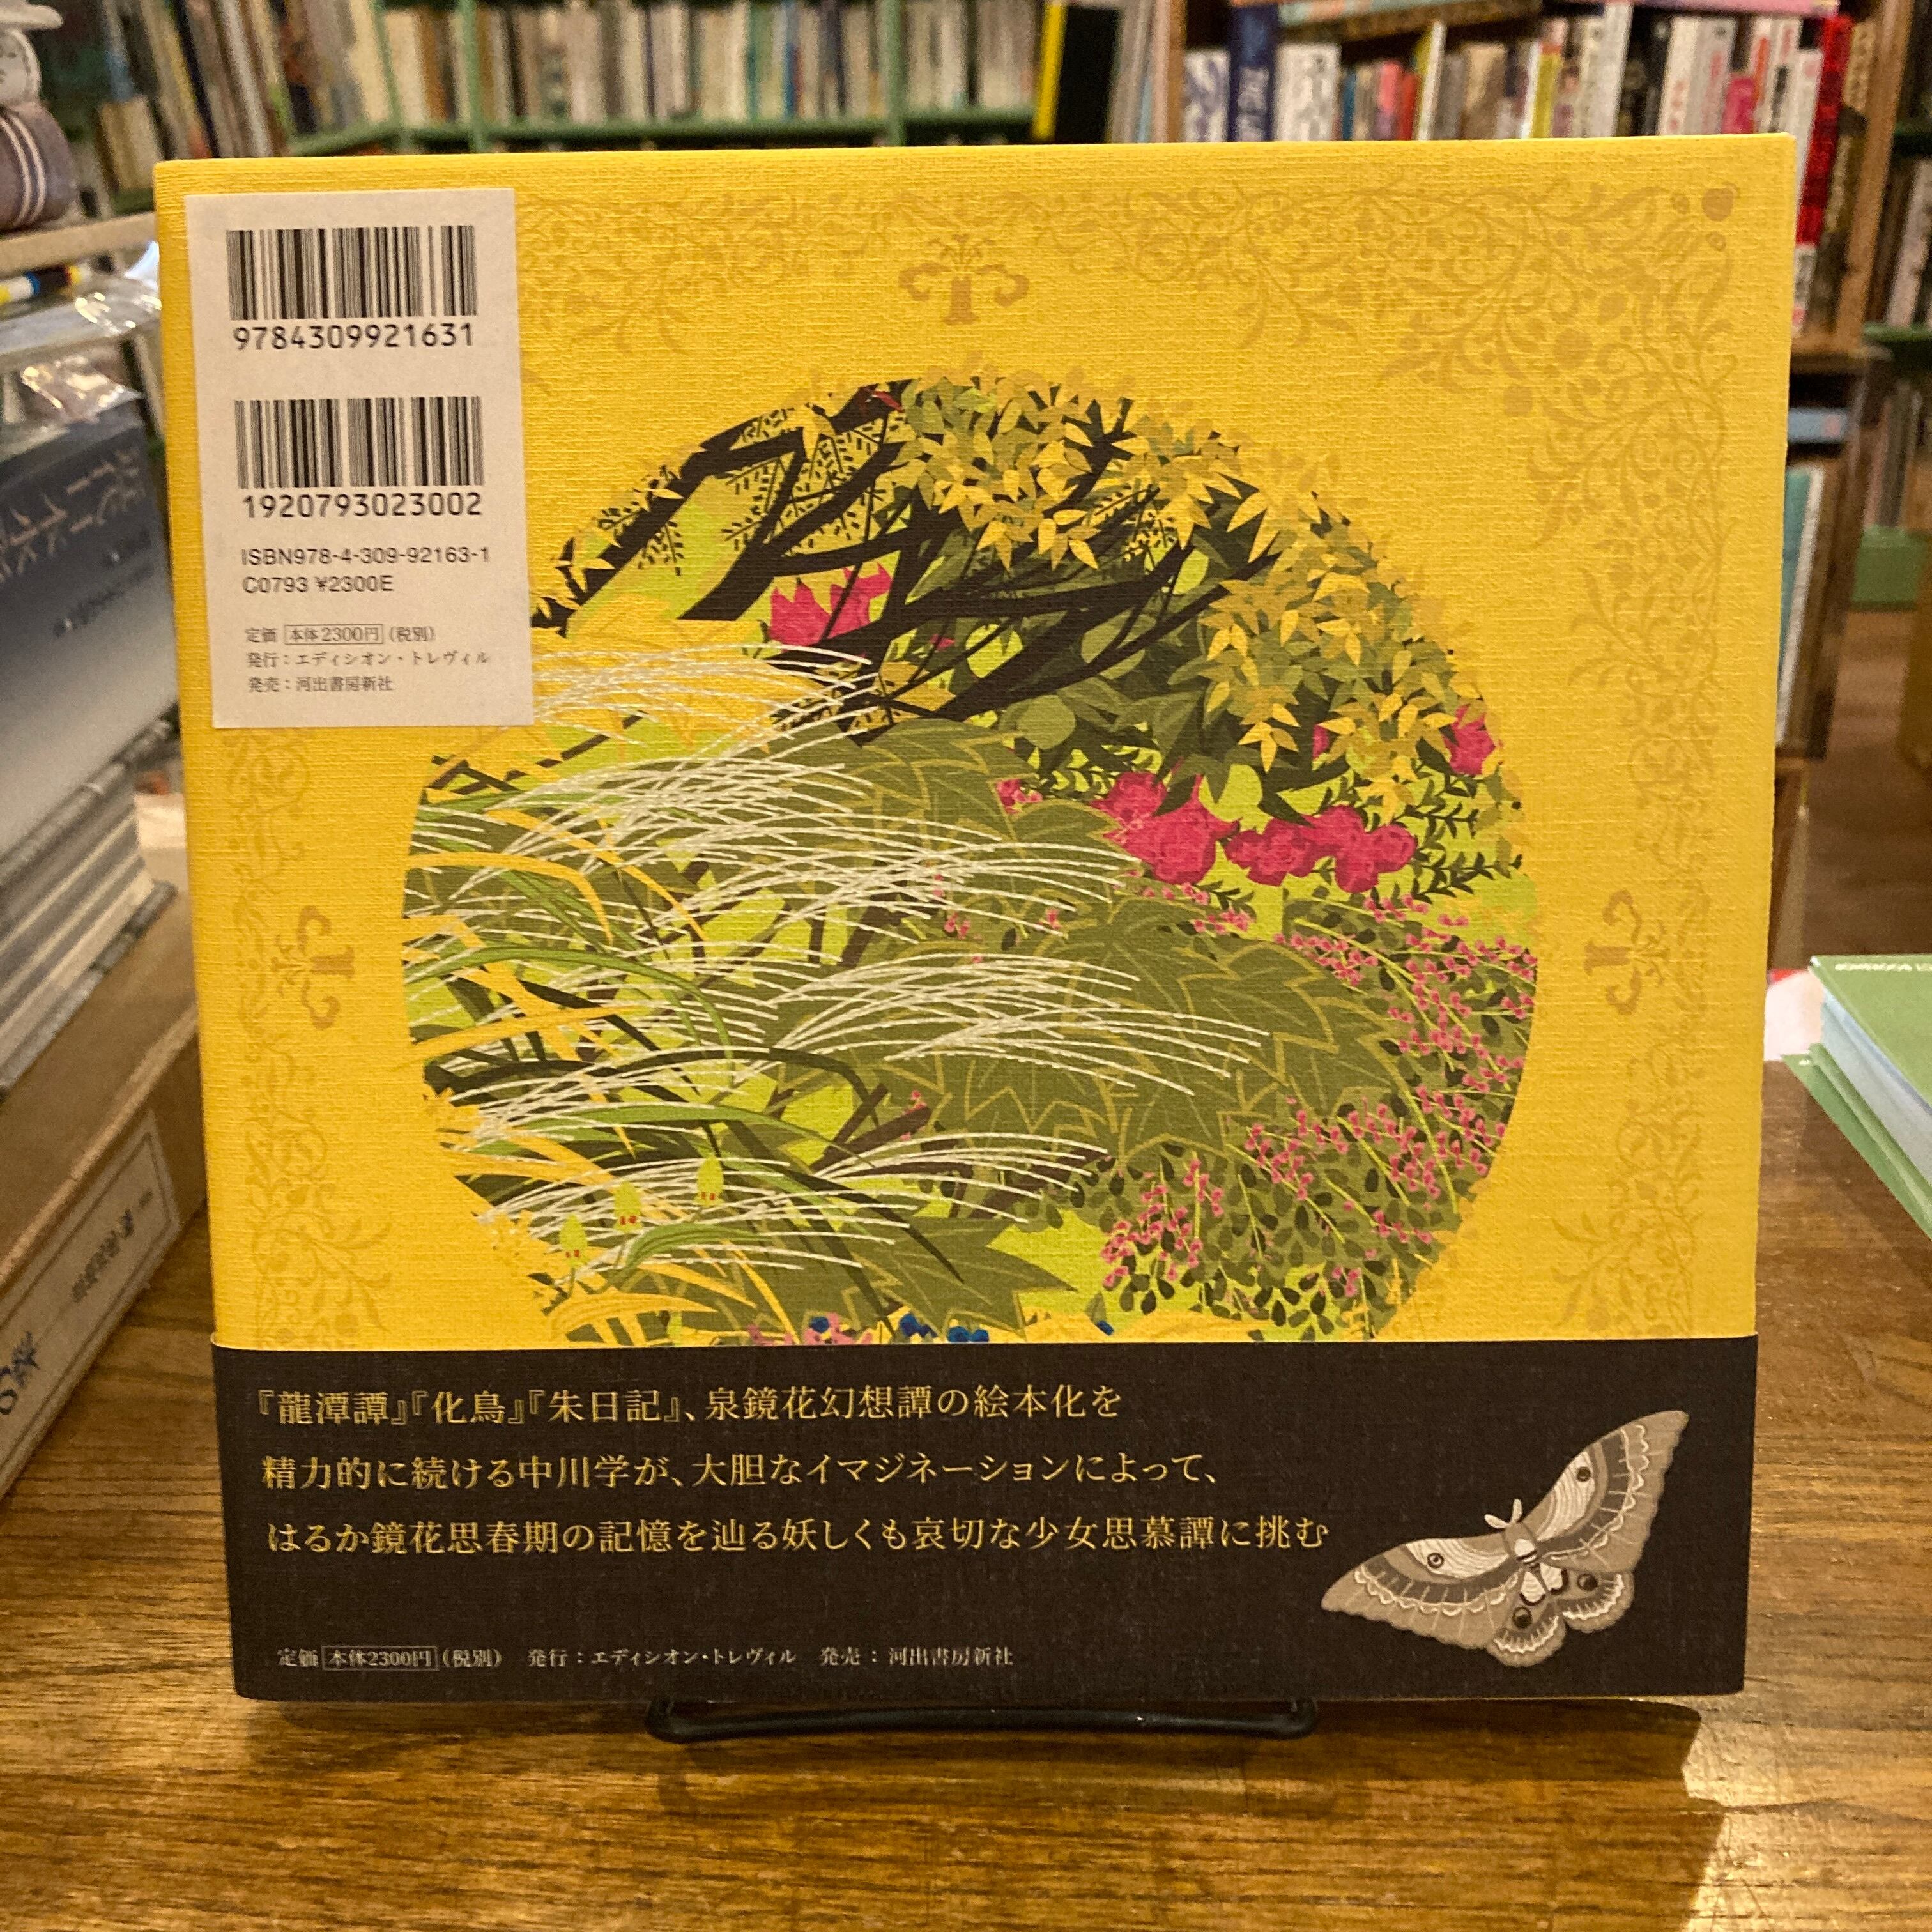 9784309921631
1920793023002
ISBN978-4-309-92163-1
C0793 ¥2300E
定価 本体2300円 (税別)
発行:エディシオン・トレヴィル
発売:河出書房新社
『龍潭譚』『化鳥』『朱日記』、泉鏡花幻想譚の絵本化を
精力的に続ける中川学が、大胆なイマジネーションによって、
はるか鏡花思春期の記憶を辿る妖しくも哀切な少女思慕譚に挑む
定価 本体2300円 (税別) 発行:エディシオン・トレヴィル 発売:河出書房新社